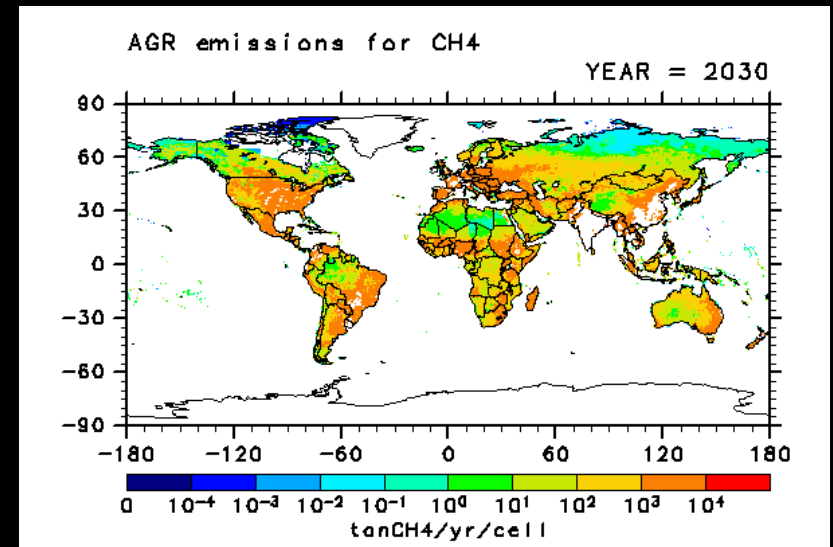 AGR emissions for CH4
YEAR = 2030
90
60
30
0
-30
-60
-90
-180 -120 -60 0 60 120 180
0 10⁻⁴ 10⁻³ 10⁻² 10⁻¹ 10⁰ 10¹ 10² 10³ 10⁴
tonCH4/yr/cell